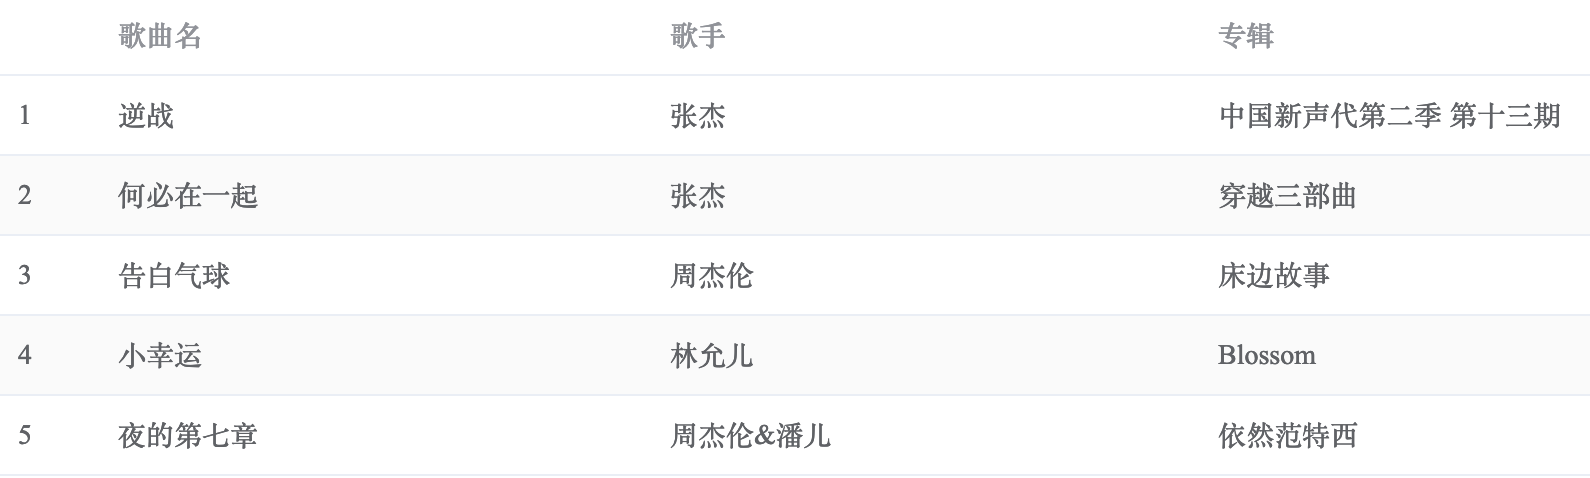 歌曲名 歌手 专辑
1 逆战 张杰 中国新声代第二季 第十三期
2 何必在一起 张杰 穿越三部曲
3 告白气球 周杰伦 床边故事
4 小幸运 林允儿 Blossom
5 夜的第七章 周杰伦&潘儿 依然范特西